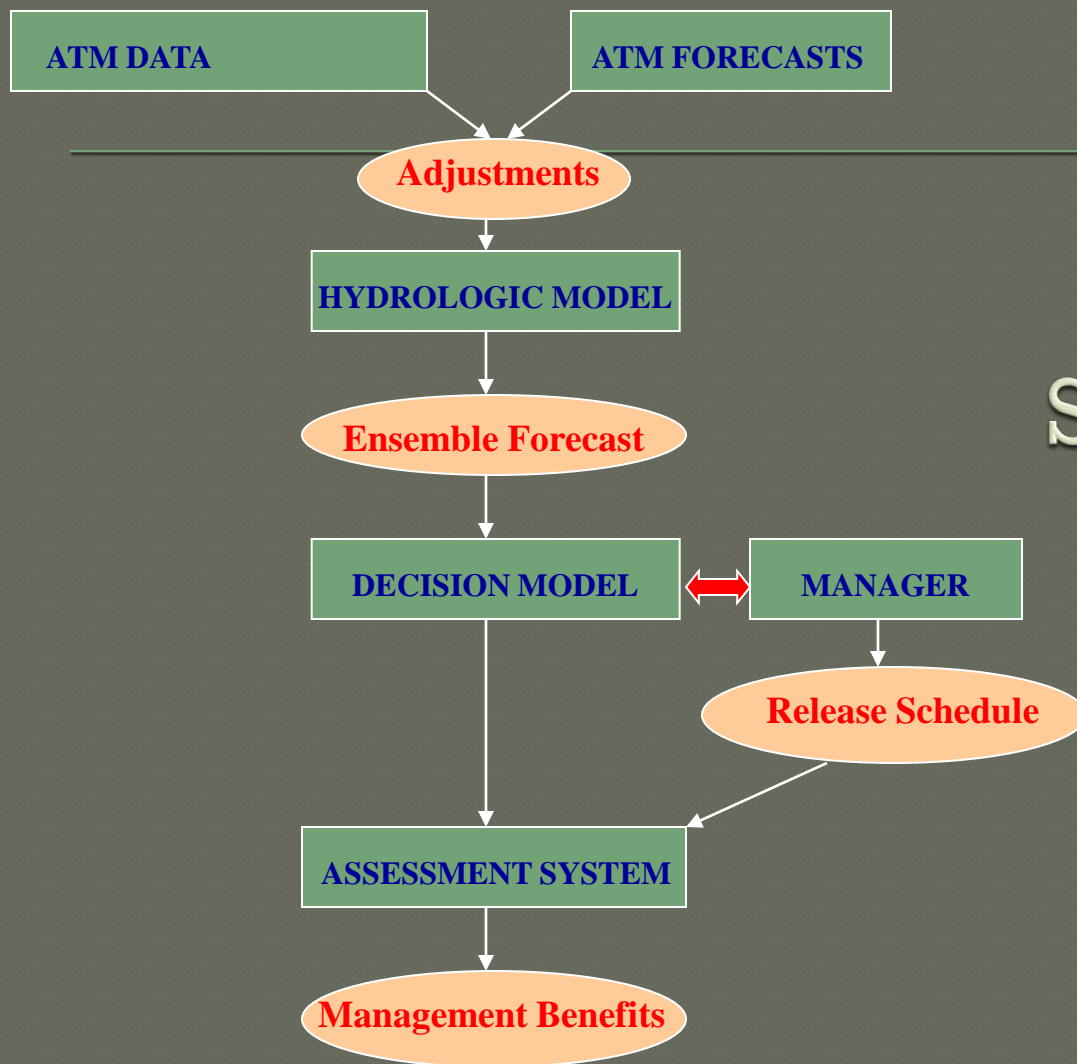 ATM DATA
ATM FORECASTS
Adjustments
HYDROLOGIC MODEL
Ensemble Forecast
DECISION MODEL
MANAGER
Release Schedule
ASSESSMENT SYSTEM
Management Benefits